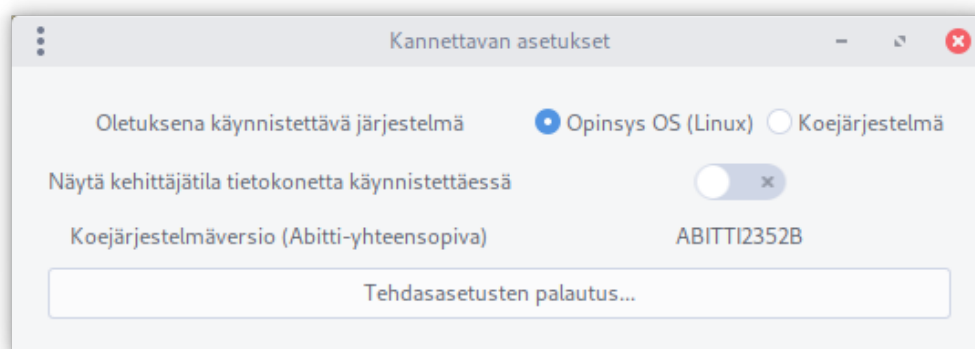 Kannettavan asetukset
Oletuksena käynnistettävä järjestelmä Opinsys OS (Linux) Koejärjestelmä
Näytä kehittäjätila tietokonetta käynnistettäessä
Koejärjestelmäversio (Abitti-yhteensopiva) ABITTI2352B
Tehdasasetusten palautus...